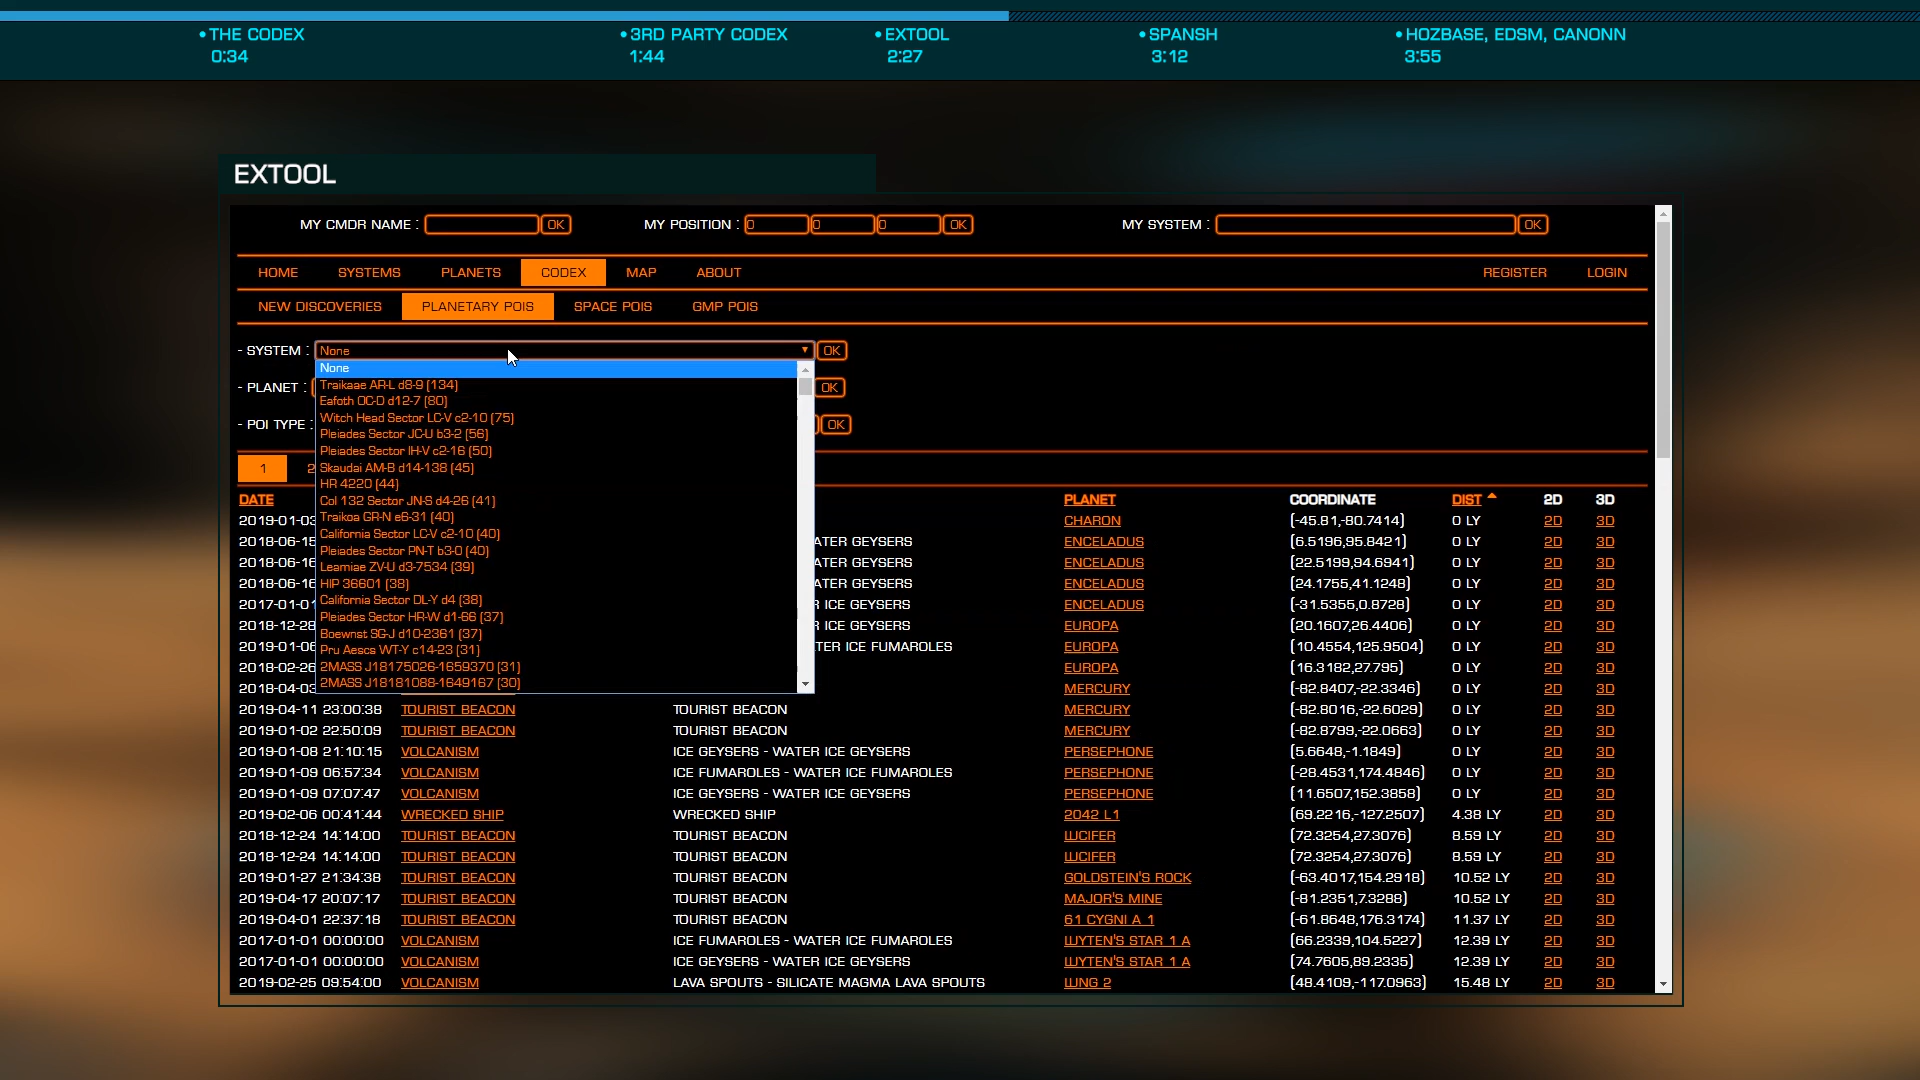 • THE CODEX • 3RD PARTY CODEX • EXTOOL • SPANSH • HOZBASE, EDSM, CANONN
0:34 1:44 2:27 3:12 3:55
EXTOOL
MY CMDR NAME : OK MY POSITION : 0 0 0 OK MY SYSTEM : OK
HOME SYSTEMS PLANETS CODEX MAP ABOUT REGISTER LOGIN
NEW DISCOVERIES PLANETARY POIS SPACE POIS GMP POIS
- SYSTEM : None OK
None
- PLANET : OK
Traikaae AR-L d8-9 (134)
Eafoth OC-D d12-7 (80)
Witch Head Sector LC-V c2-10 (75)
- POI TYPE : OK
Pleiades Sector JC-U b3-2 (56)
Pleiades Sector IH-V c2-16 (50)
1 2
Skaudai AM-B d14-138 (45)
HR 4220 (44)
Col 132 Sector JN-S d4-26 (41)
Traikoa GR-N e6-31 (40)
California Sector LC-V c2-10 (40)
Pleiades Sector PN-T b3-0 (40)
Leamiae ZV-U d3-7534 (39)
HIP 36601 (38)
California Sector DL-Y d4 (38)
Pleiades Sector HR-W d1-66 (37)
Boewnst SG-J d10-2361 (37)
Pru Aescs WT-Y c14-23 (31)
2MASS J18175026-1659370 (31)
2MASS J18181088-1649167 (30)
DATE PLANET COORDINATE DIST 2D 3D
2019-01-03 CHARON (-45.81,-80.7414) 0 LY 2D 3D
2018-06-15 ATER GEYSERS ENCELADUS (6.5196,95.8421) 0 LY 2D 3D
2018-06-16 ATER GEYSERS ENCELADUS (22.5199,94.6941) 0 LY 2D 3D
2018-06-16 ATER GEYSERS ENCELADUS (24.1755,41.1248) 0 LY 2D 3D
2017-01-01 R ICE GEYSERS ENCELADUS (-31.5355,0.8728) 0 LY 2D 3D
2018-12-28 R ICE GEYSERS EUROPA (20.1607,26.4406) 0 LY 2D 3D
2019-01-06 TER ICE FUMAROLES EUROPA (10.4554,125.9504) 0 LY 2D 3D
2018-02-26 EUROPA (16.3182,27.795) 0 LY 2D 3D
2018-04-03 MERCURY (-82.8407,-22.3346) 0 LY 2D 3D
2019-04-11 23:00:38 TOURIST BEACON TOURIST BEACON MERCURY (-82.8016,-22.6029) 0 LY 2D 3D
2019-01-02 22:50:09 TOURIST BEACON TOURIST BEACON MERCURY (-82.8799,-22.0663) 0 LY 2D 3D
2019-01-08 21:10:15 VOLCANISM ICE GEYSERS - WATER ICE GEYSERS PERSEPHONE (5.6648,-1.1849) 0 LY 2D 3D
2019-01-09 06:57:34 VOLCANISM ICE FUMAROLES - WATER ICE FUMAROLES PERSEPHONE (-28.4531,174.4846) 0 LY 2D 3D
2019-01-09 07:07:47 VOLCANISM ICE GEYSERS - WATER ICE GEYSERS PERSEPHONE (11.6507,152.3858) 0 LY 2D 3D
2019-02-06 00:41:44 WRECKED SHIP WRECKED SHIP 2042 L1 (69.2216,-127.2507) 4.38 LY 2D 3D
2018-12-24 14:14:00 TOURIST BEACON TOURIST BEACON LUCIFER (72.3254,27.3076) 8.59 LY 2D 3D
2018-12-24 14:14:00 TOURIST BEACON TOURIST BEACON LUCIFER (72.3254,27.3076) 8.59 LY 2D 3D
2019-01-27 21:34:38 TOURIST BEACON TOURIST BEACON GOLDSTEIN'S ROCK (-63.4017,154.2918) 10.52 LY 2D 3D
2019-04-17 20:07:17 TOURIST BEACON TOURIST BEACON MAJOR'S MINE (-81.2351,7.3288) 10.52 LY 2D 3D
2019-04-01 22:37:18 TOURIST BEACON TOURIST BEACON 61 CYGNI A 1 (-61.8648,176.3174) 11.37 LY 2D 3D
2017-01-01 00:00:00 VOLCANISM ICE FUMAROLES - WATER ICE FUMAROLES LUYTEN'S STAR 1 A (66.2339,104.5227) 12.39 LY 2D 3D
2017-01-01 00:00:00 VOLCANISM ICE GEYSERS - WATER ICE GEYSERS LUYTEN'S STAR 1 A (74.7605,89.2335) 12.39 LY 2D 3D
2019-02-25 09:54:00 VOLCANISM LAVA SPOUTS - SILICATE MAGMA LAVA SPOUTS LUNG 2 (48.4109,-117.0963) 15.48 LY 2D 3D